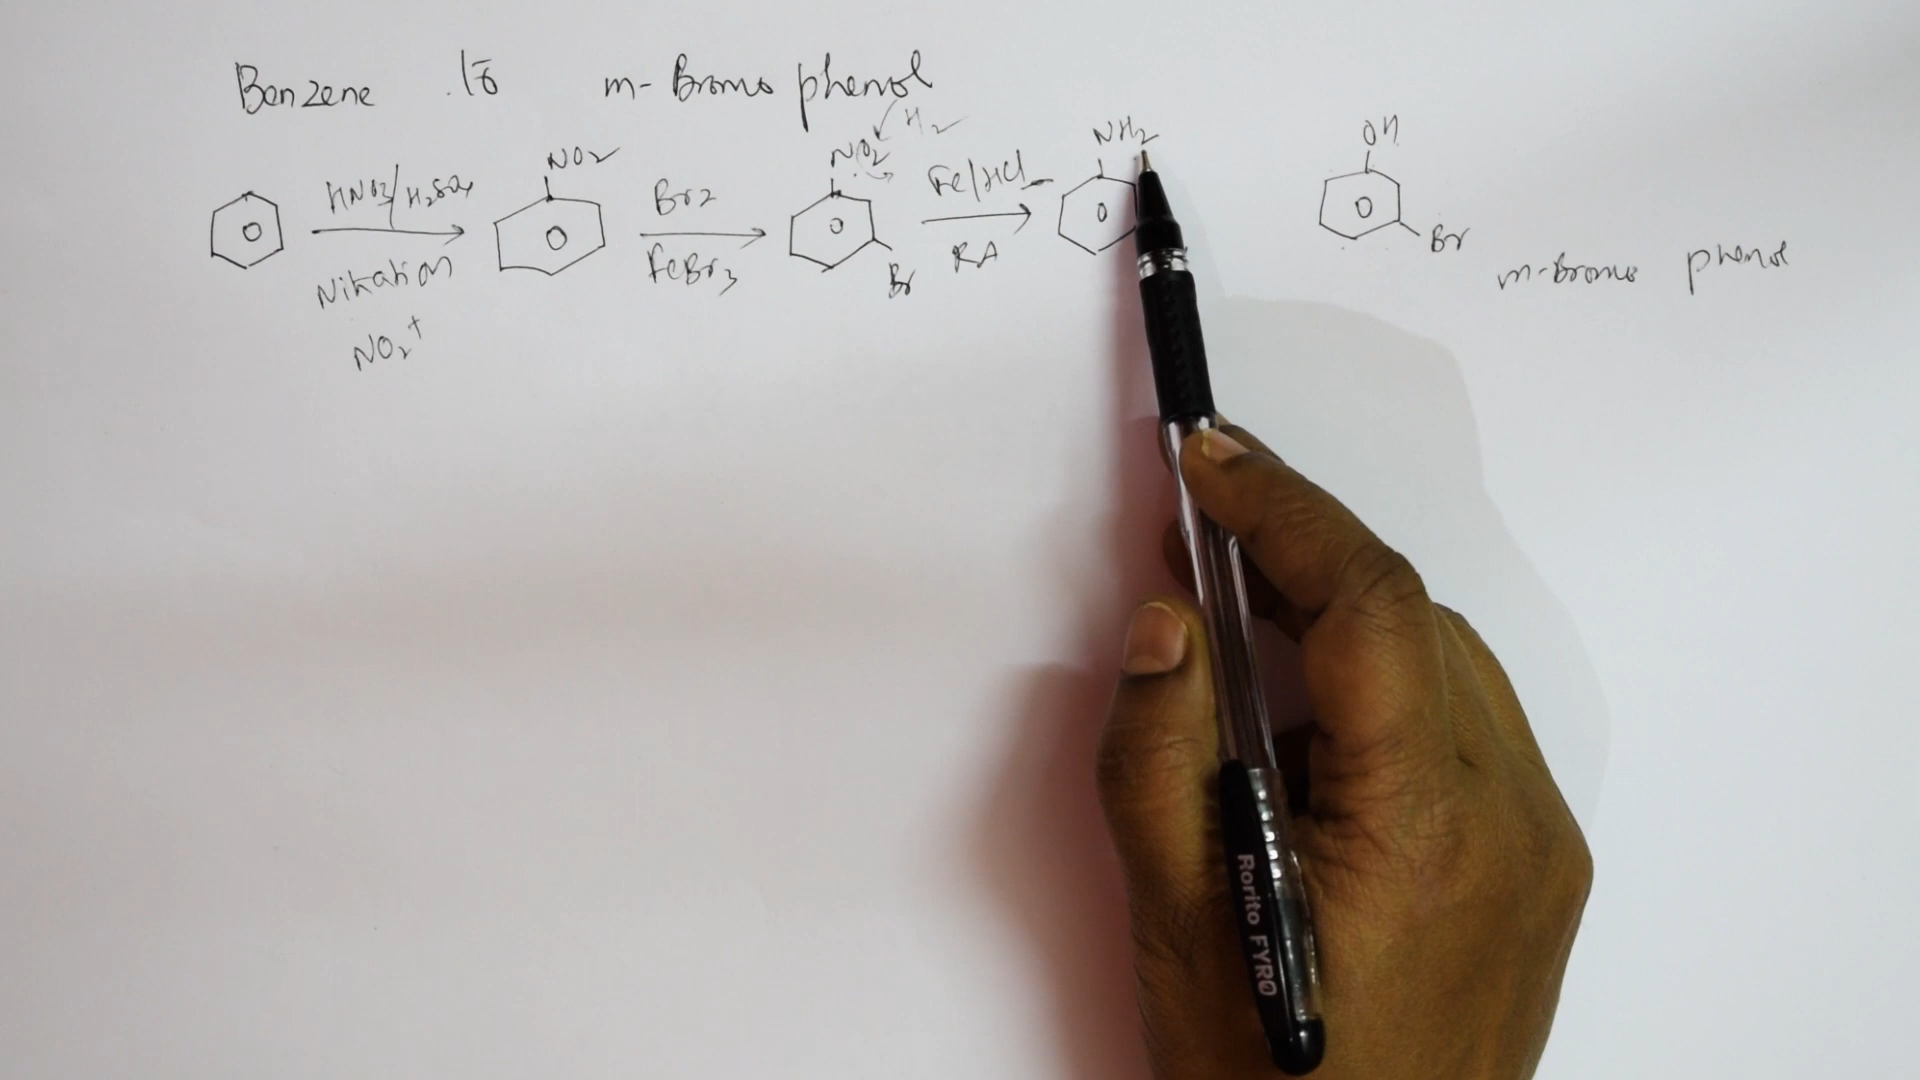 Benzene to m-Bromo phenol
H2
NO2 NO2 NH2 OH
HNO3/H2SO4 Br2 Fe/HCl
Nitration FeBr3 RA
Br Br
m-Bromo phenol
NO2+
Rorito FYRO